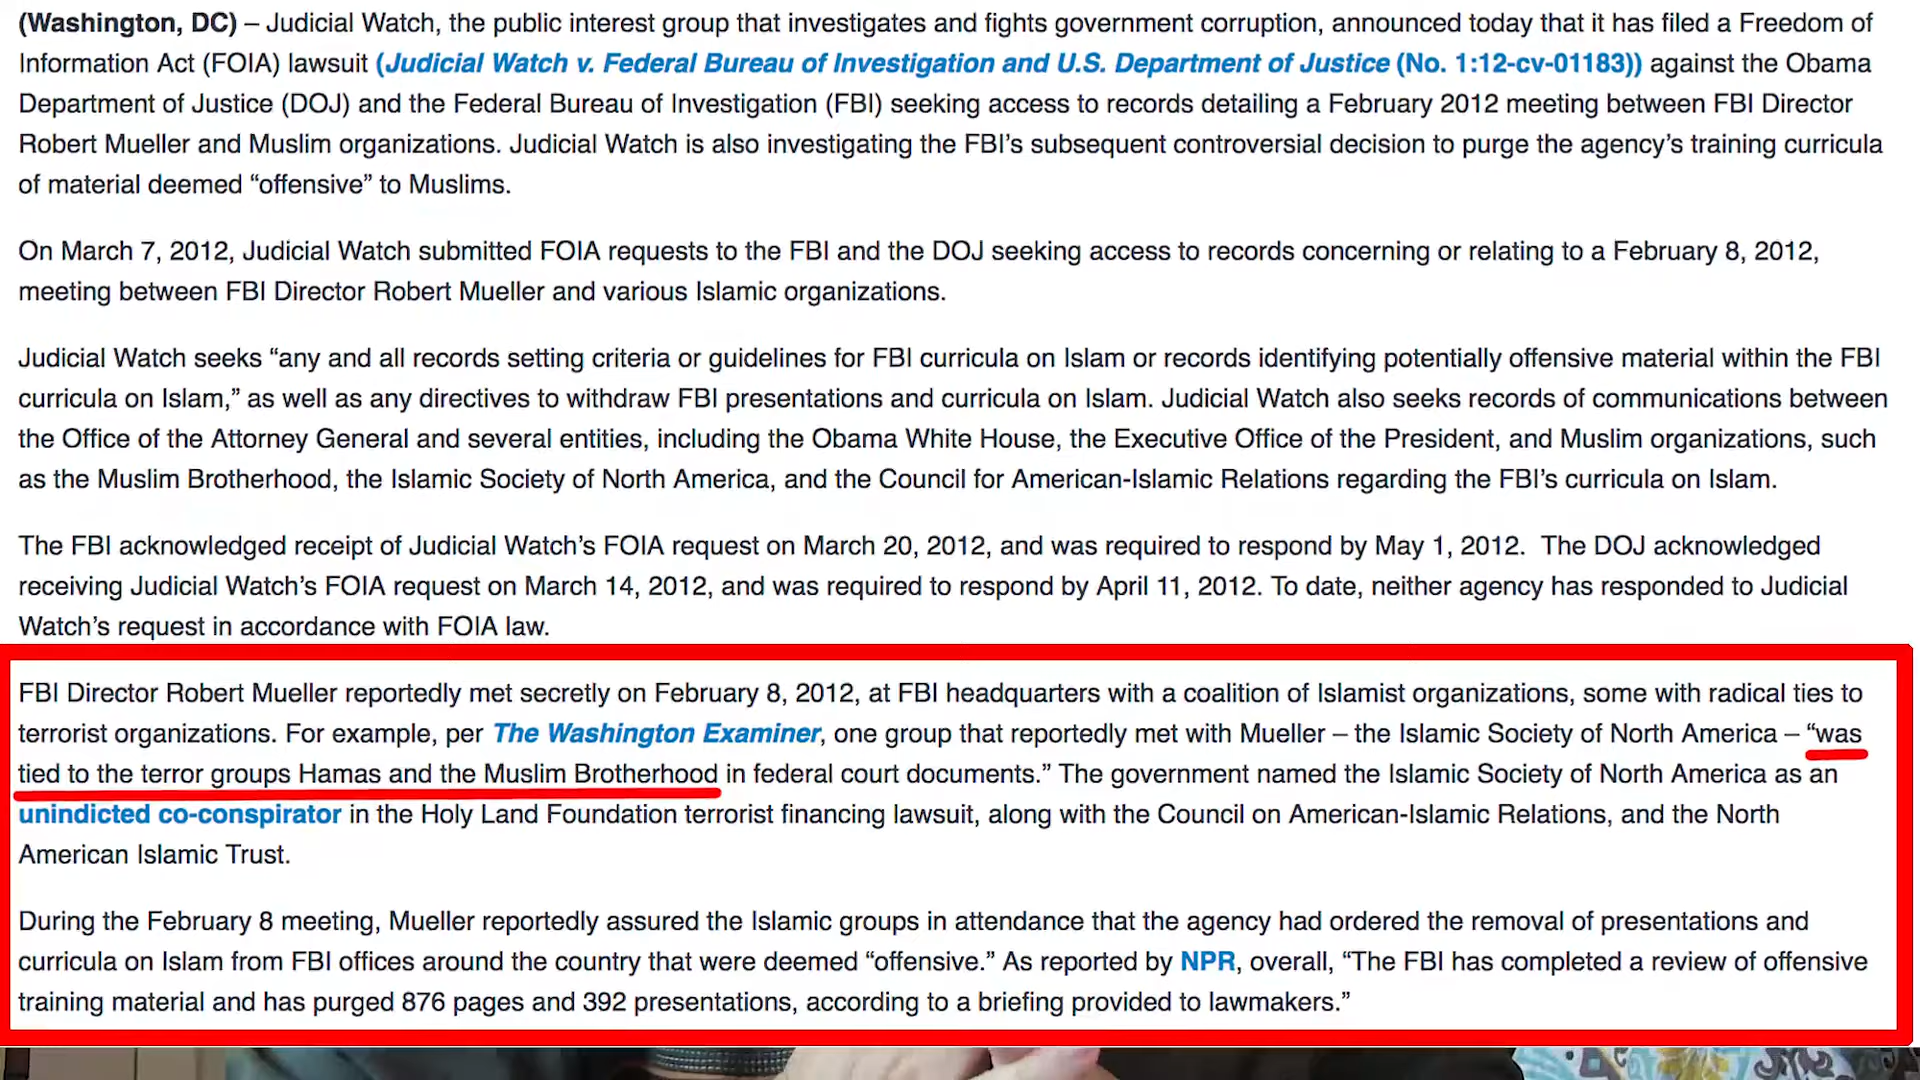 (Washington, DC) – Judicial Watch, the public interest group that investigates and fights government corruption, announced today that it has filed a Freedom of
Information Act (FOIA) lawsuit (Judicial Watch v. Federal Bureau of Investigation and U.S. Department of Justice (No. 1:12-cv-01183)) against the Obama
Department of Justice (DOJ) and the Federal Bureau of Investigation (FBI) seeking access to records detailing a February 2012 meeting between FBI Director
Robert Mueller and Muslim organizations. Judicial Watch is also investigating the FBI’s subsequent controversial decision to purge the agency’s training curricula
of material deemed “offensive” to Muslims.
On March 7, 2012, Judicial Watch submitted FOIA requests to the FBI and the DOJ seeking access to records concerning or relating to a February 8, 2012,
meeting between FBI Director Robert Mueller and various Islamic organizations.
Judicial Watch seeks “any and all records setting criteria or guidelines for FBI curricula on Islam or records identifying potentially offensive material within the FBI
curricula on Islam,” as well as any directives to withdraw FBI presentations and curricula on Islam. Judicial Watch also seeks records of communications between
the Office of the Attorney General and several entities, including the Obama White House, the Executive Office of the President, and Muslim organizations, such
as the Muslim Brotherhood, the Islamic Society of North America, and the Council for American-Islamic Relations regarding the FBI’s curricula on Islam.
The FBI acknowledged receipt of Judicial Watch’s FOIA request on March 20, 2012, and was required to respond by May 1, 2012.  The DOJ acknowledged
receiving Judicial Watch’s FOIA request on March 14, 2012, and was required to respond by April 11, 2012. To date, neither agency has responded to Judicial
Watch’s request in accordance with FOIA law.
FBI Director Robert Mueller reportedly met secretly on February 8, 2012, at FBI headquarters with a coalition of Islamist organizations, some with radical ties to
terrorist organizations. For example, per The Washington Examiner, one group that reportedly met with Mueller – the Islamic Society of North America – “was
tied to the terror groups Hamas and the Muslim Brotherhood in federal court documents.” The government named the Islamic Society of North America as an
unindicted co-conspirator in the Holy Land Foundation terrorist financing lawsuit, along with the Council on American-Islamic Relations, and the North
American Islamic Trust.
During the February 8 meeting, Mueller reportedly assured the Islamic groups in attendance that the agency had ordered the removal of presentations and
curricula on Islam from FBI offices around the country that were deemed “offensive.” As reported by NPR, overall, “The FBI has completed a review of offensive
training material and has purged 876 pages and 392 presentations, according to a briefing provided to lawmakers.”